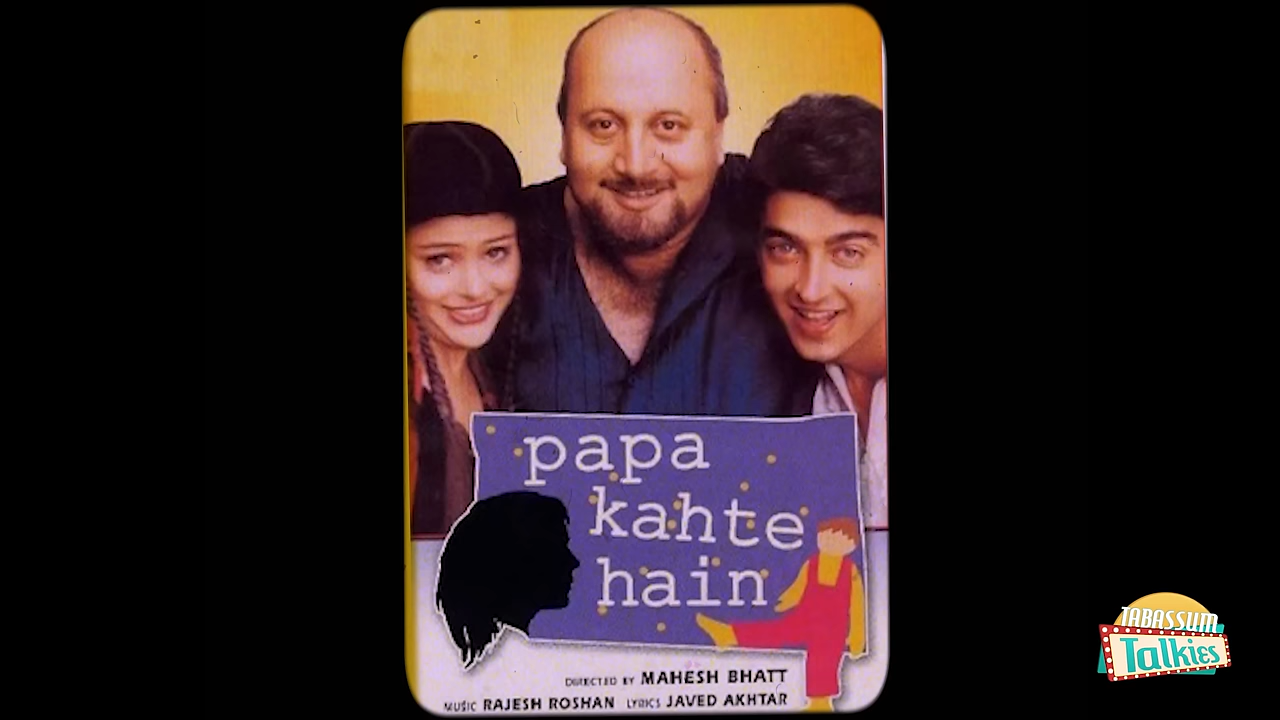 papa
kahte
hain
DIRECTED BY MAHESH BHATT
MUSIC RAJESH ROSHAN LYRICS JAVED AKHTAR
TABASSUM
Talkies